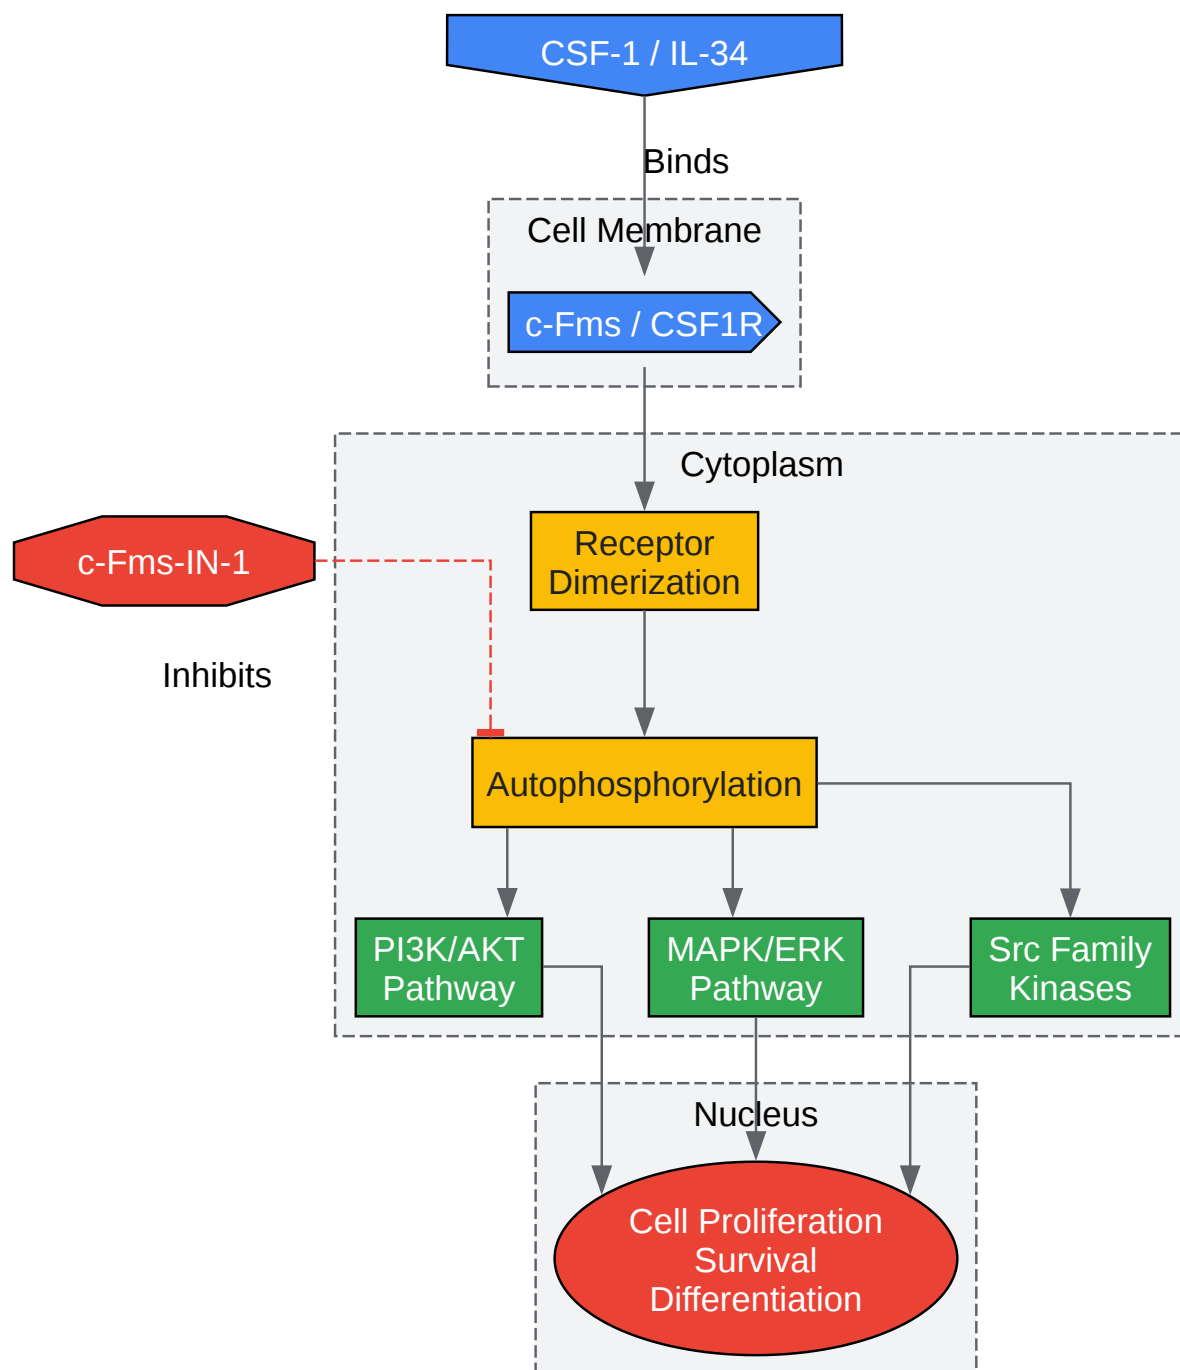 CSF-1 / IL-34
Binds
Cell Membrane
c-Fms / CSF1R
Cytoplasm
Receptor
Dimerization
c-Fms-IN-1
Inhibits
Autophosphorylation
PI3K/AKT
Pathway
MAPK/ERK
Pathway
Src Family
Kinases
Nucleus
Cell Proliferation
Survival
Differentiation